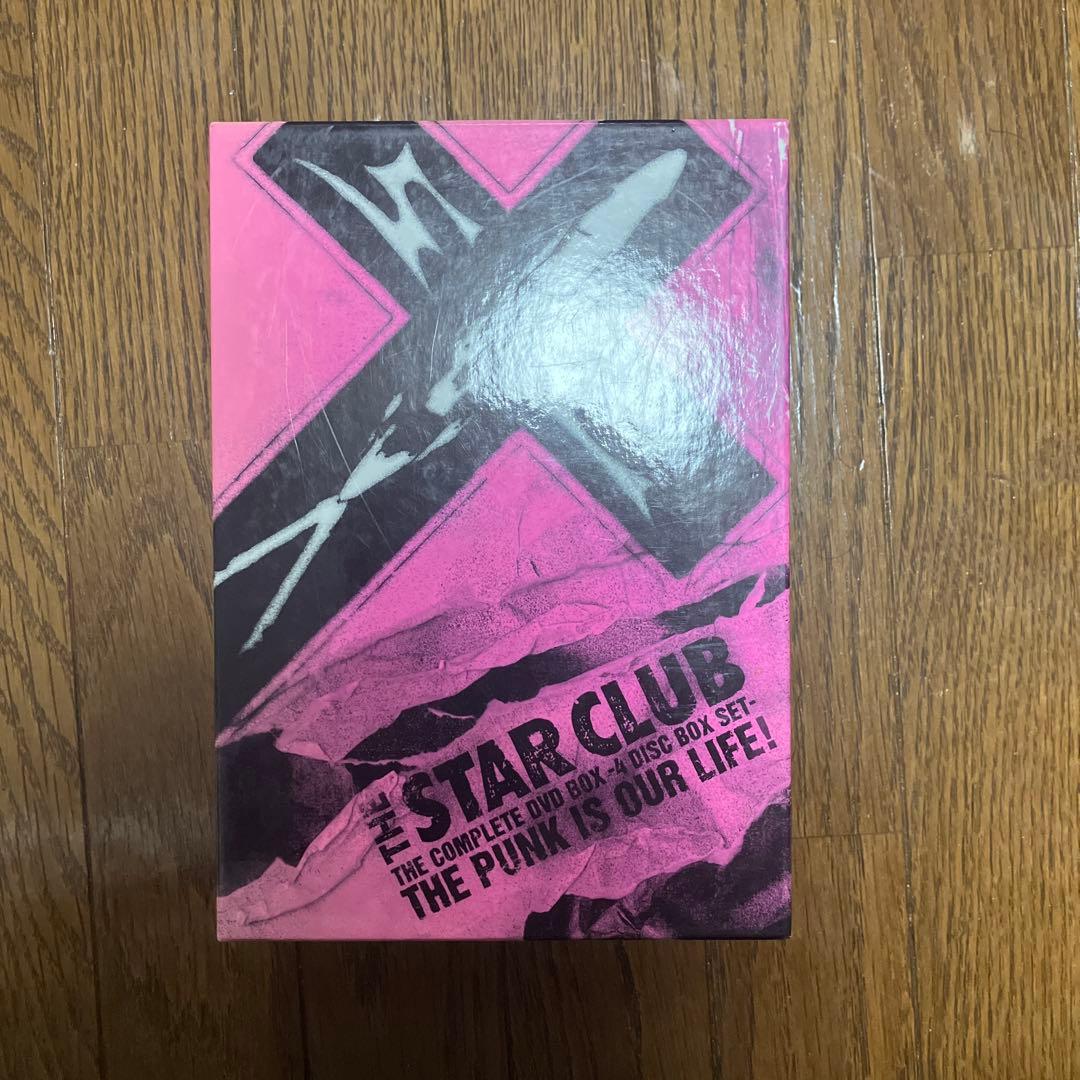 THE STAR CLUB
THE COMPLETE DVD BOX -4 DISC BOX SET-
THE PUNK IS OUR LIFE!